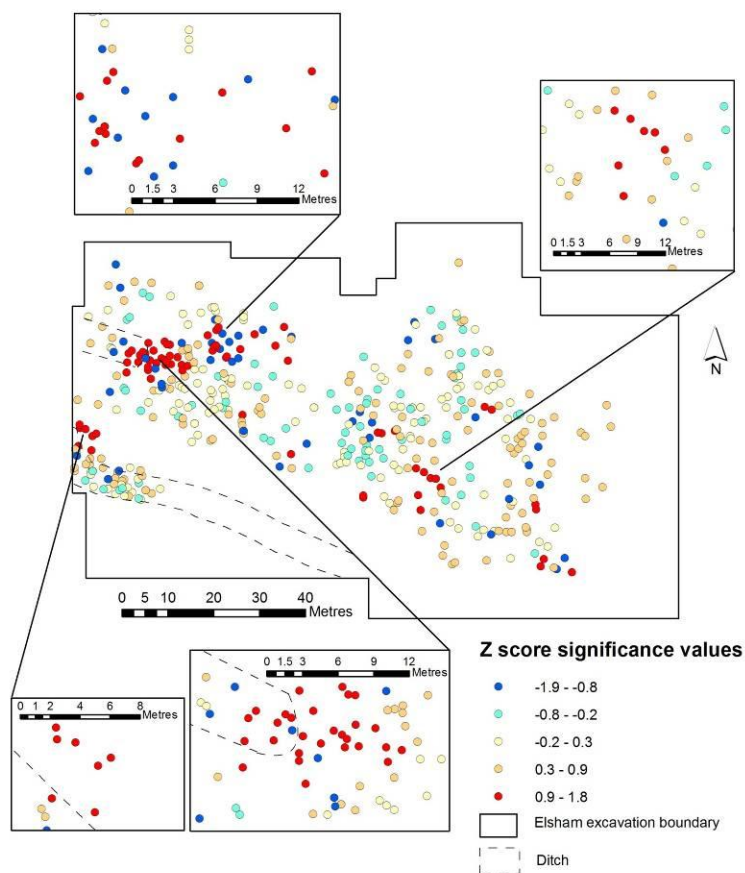 0 1.5 3 6 9 12
Metres
0 1.5 3 6 9 12
Metres
N
0 5 10 20 30 40
Metres
0 1.5 3 6 9 12
Metres
0 1 2 4 6 8
Metres
Z score significance values
-1.9 - -0.8
-0.8 - -0.2
-0.2 - 0.3
0.3 - 0.9
0.9 - 1.8
Elsham excavation boundary
Ditch